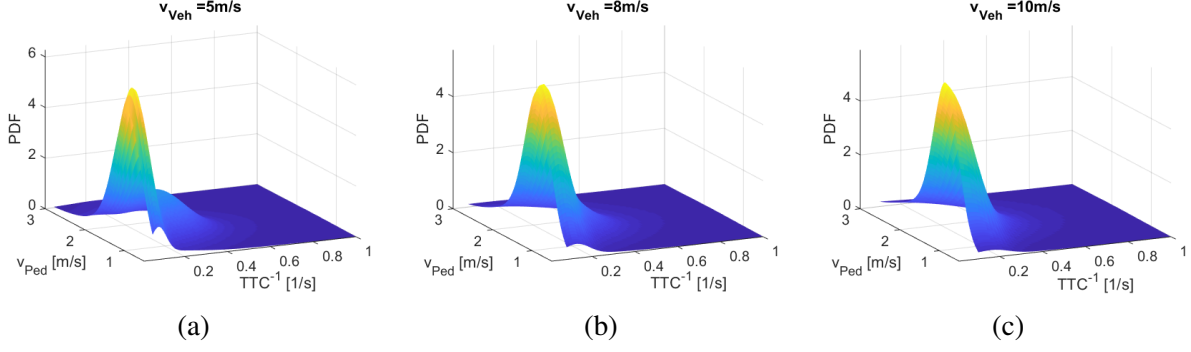 v_Veh =5m/s
6
4
2
0
PDF
3
2
1
v_Ped [m/s]
0.2
0.4
0.6
0.8
1
TTC^-1 [1/s]
(a)
v_Veh =8m/s
4
2
0
PDF
3
2
1
v_Ped [m/s]
0.2
0.4
0.6
0.8
1
TTC^-1 [1/s]
(b)
v_Veh =10m/s
4
2
0
PDF
3
2
1
v_Ped [m/s]
0.2
0.4
0.6
0.8
1
TTC^-1 [1/s]
(c)